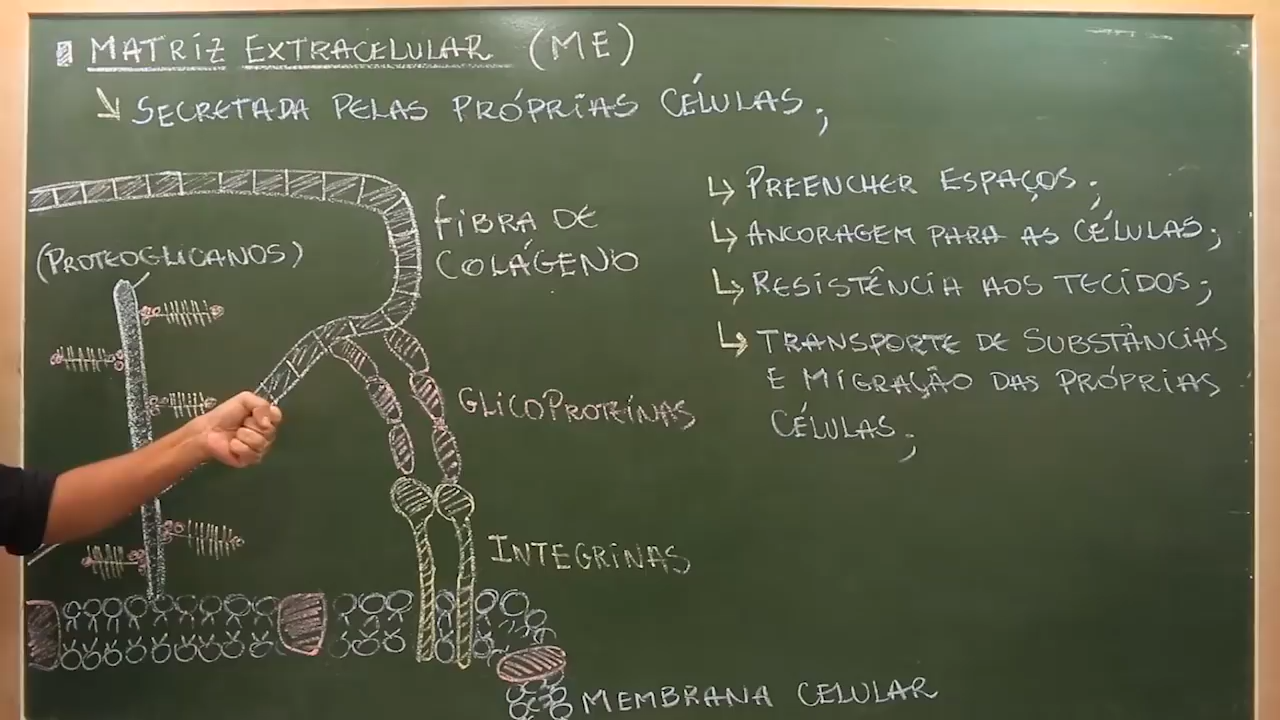 MATRIZ EXTRACELULAR (ME)
SECRETADA PELAS PRÓPRIAS CÉLULAS;
PREENCHER ESPAÇOS;
ANCORAGEM PARA AS CÉLULAS;
RESISTÊNCIA AOS TECIDOS;
TRANSPORTE DE SUBSTÂNCIAS
E MIGRAÇÃO DAS PRÓPRIAS
CÉLULAS;
FIBRA DE
COLÁGENO
(PROTEOGLICANOS)
GLICOPROTEÍNAS
INTEGRINAS
MEMBRANA CELULAR